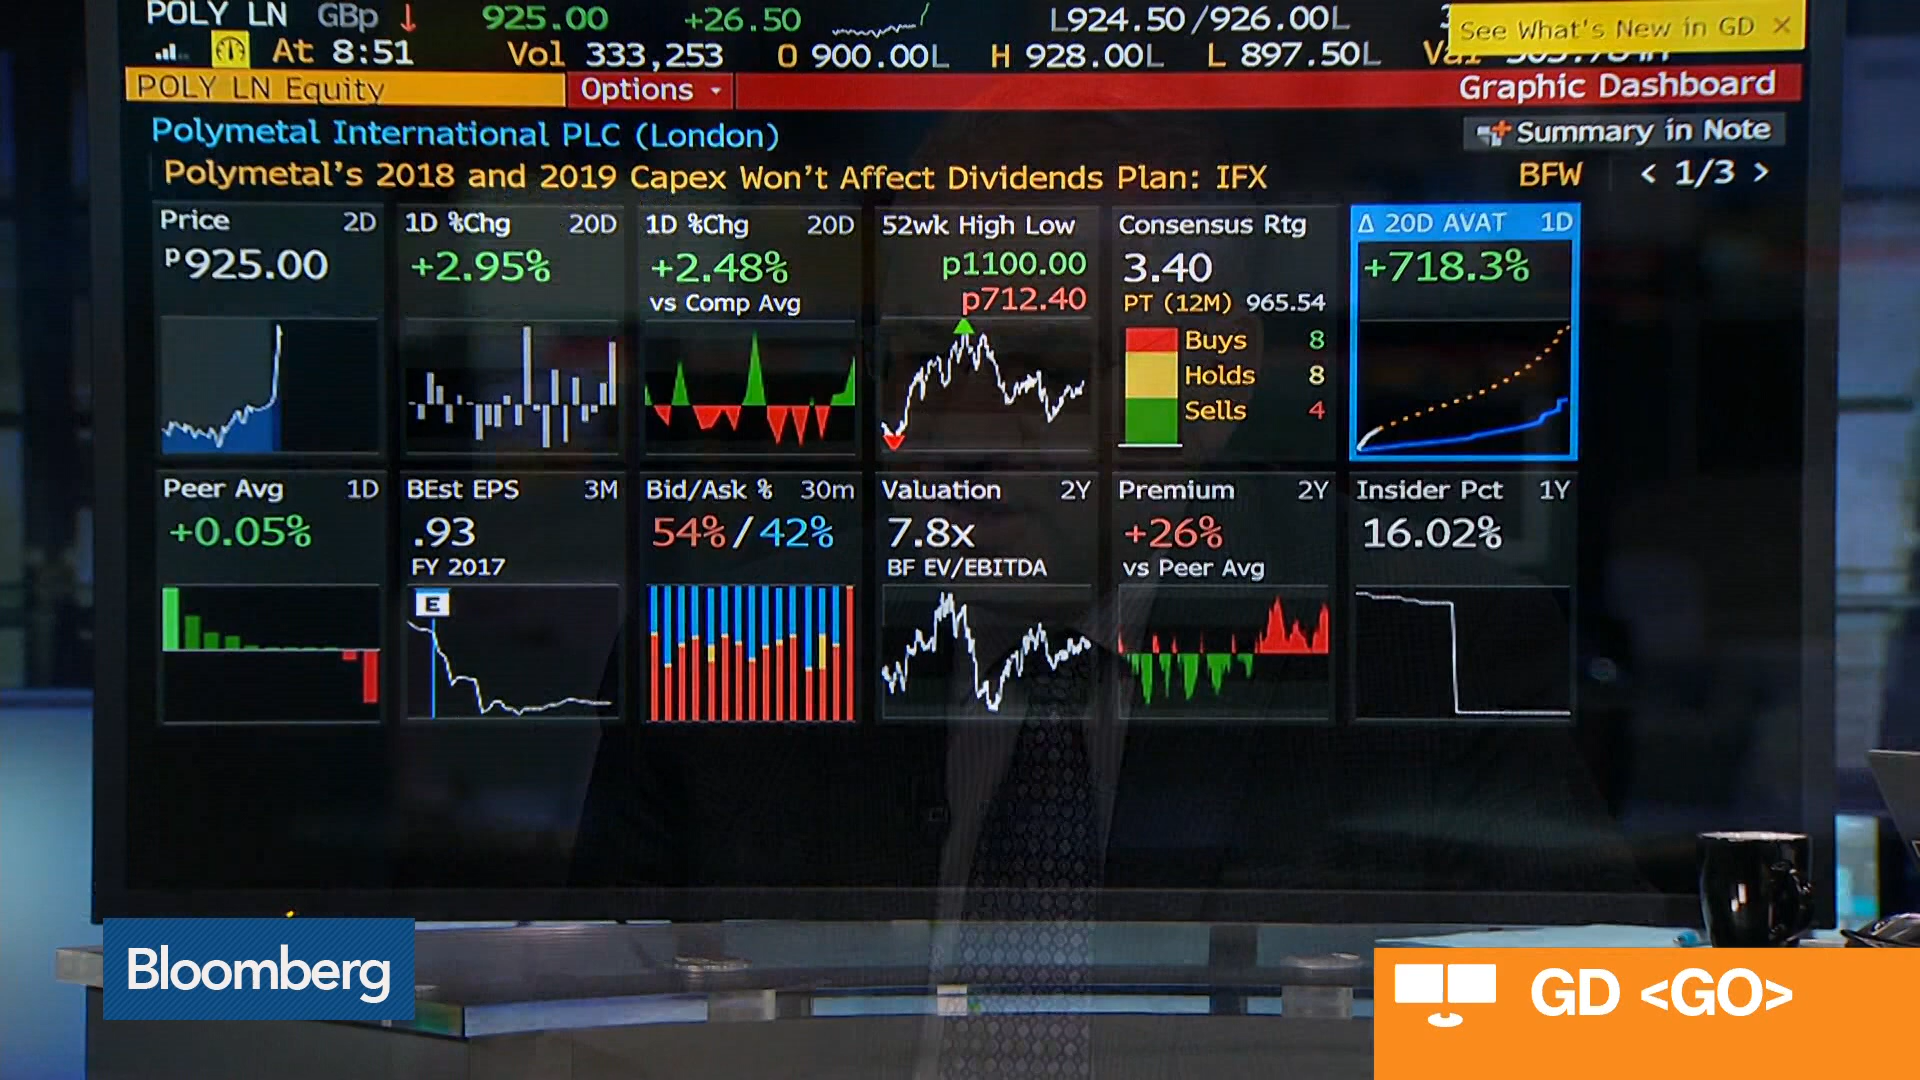 POLY LN GBp ↓ 925.00 +26.50 L924.50/926.00L
See What's New in GD ×
At 8:51 Vol 333,253 O 900.00L H 928.00L L 897.50L
POLY LN Equity Options Graphic Dashboard
Polymetal International PLC (London) Summary in Note
Polymetal's 2018 and 2019 Capex Won't Affect Dividends Plan: IFX BFW < 1/3 >
Price 2D
p925.00
1D %Chg 20D
+2.95%
1D %Chg 20D
+2.48%
vs Comp Avg
52wk High Low
p1100.00
p712.40
Consensus Rtg
3.40
PT (12M) 965.54
Buys 8
Holds 8
Sells 4
Δ 20D AVAT 1D
+718.3%
Peer Avg 1D
+0.05%
BEst EPS 3M
.93
FY 2017
E
Bid/Ask % 30m
54% / 42%
Valuation 2Y
7.8x
BF EV/EBITDA
Premium 2Y
+26%
vs Peer Avg
Insider Pct 1Y
16.02%
Bloomberg
GD <GO>